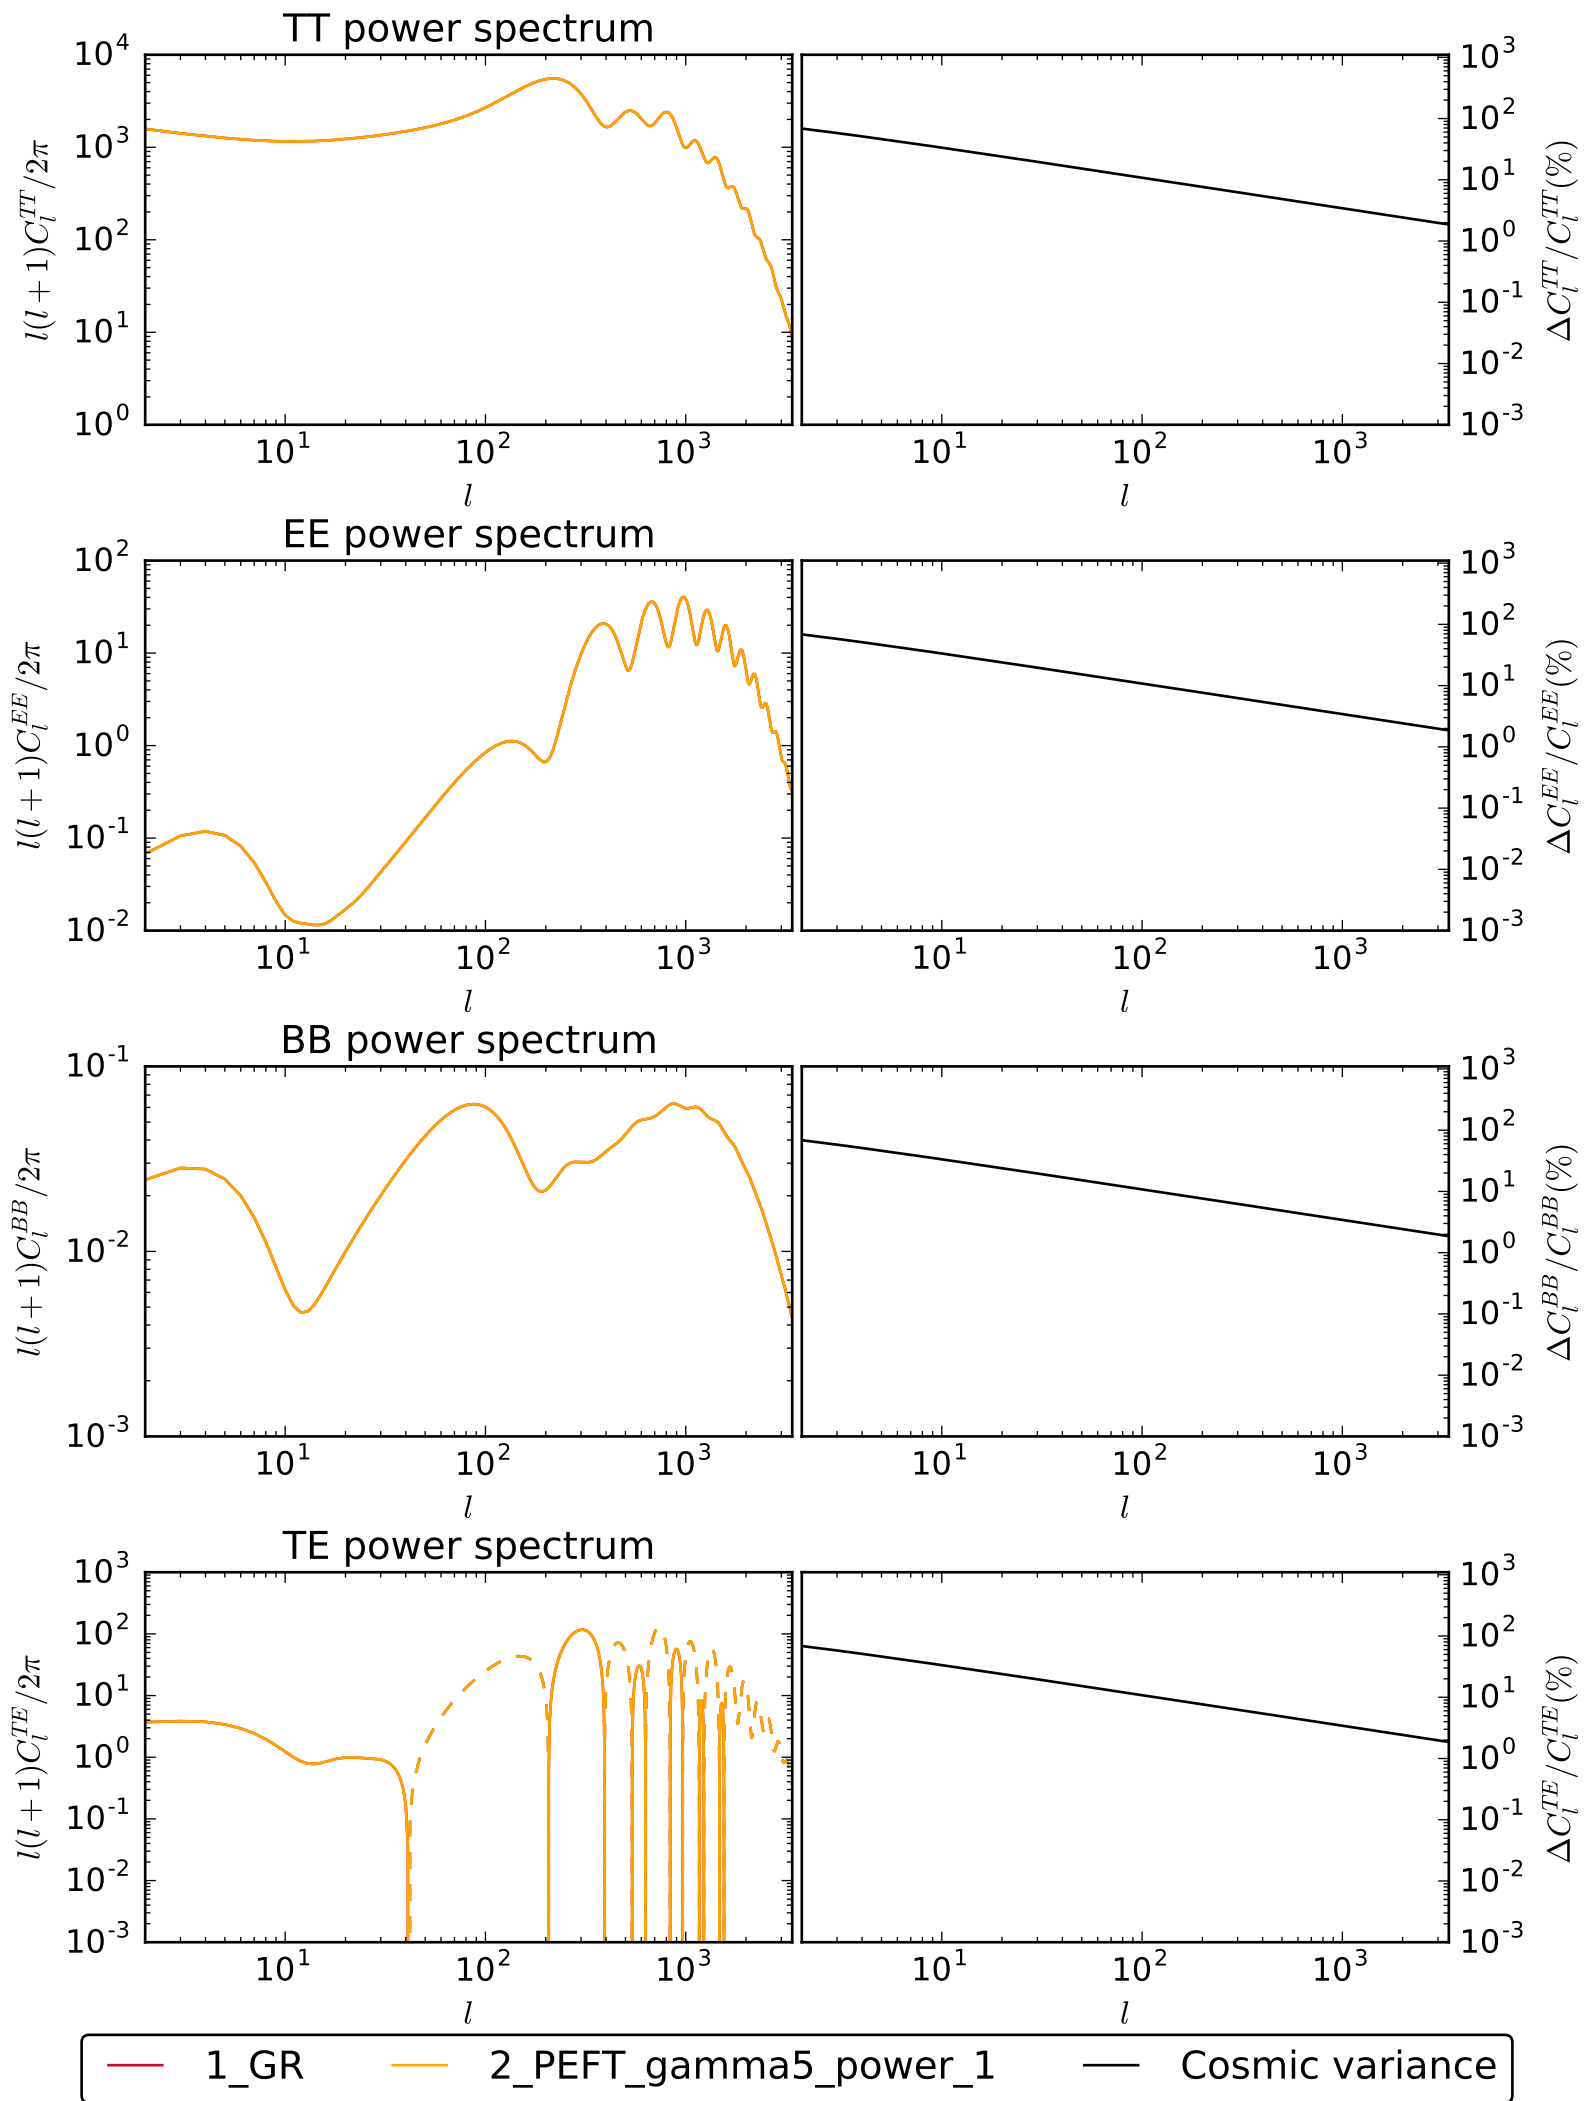 TT power spectrum
10^4
10^3
10^2
10^1
10^0
l(l+1)C_l^{TT}/2π
10^1 10^2 10^3
l
10^3
10^2
10^1
10^0
10^-1
10^-2
10^-3
ΔC_l^{TT}/C_l^{TT}(%)
10^1 10^2 10^3
l
EE power spectrum
10^2
10^1
10^0
10^-1
10^-2
l(l+1)C_l^{EE}/2π
10^1 10^2 10^3
l
10^3
10^2
10^1
10^0
10^-1
10^-2
10^-3
ΔC_l^{EE}/C_l^{EE}(%)
10^1 10^2 10^3
l
BB power spectrum
10^-1
10^-2
10^-3
l(l+1)C_l^{BB}/2π
10^1 10^2 10^3
l
10^3
10^2
10^1
10^0
10^-1
10^-2
10^-3
ΔC_l^{BB}/C_l^{BB}(%)
10^1 10^2 10^3
l
TE power spectrum
10^3
10^2
10^1
10^0
10^-1
10^-2
10^-3
l(l+1)C_l^{TE}/2π
10^1 10^2 10^3
l
10^3
10^2
10^1
10^0
10^-1
10^-2
10^-3
ΔC_l^{TE}/C_l^{TE}(%)
10^1 10^2 10^3
l
1_GR 2_PEFT_gamma5_power_1 Cosmic variance